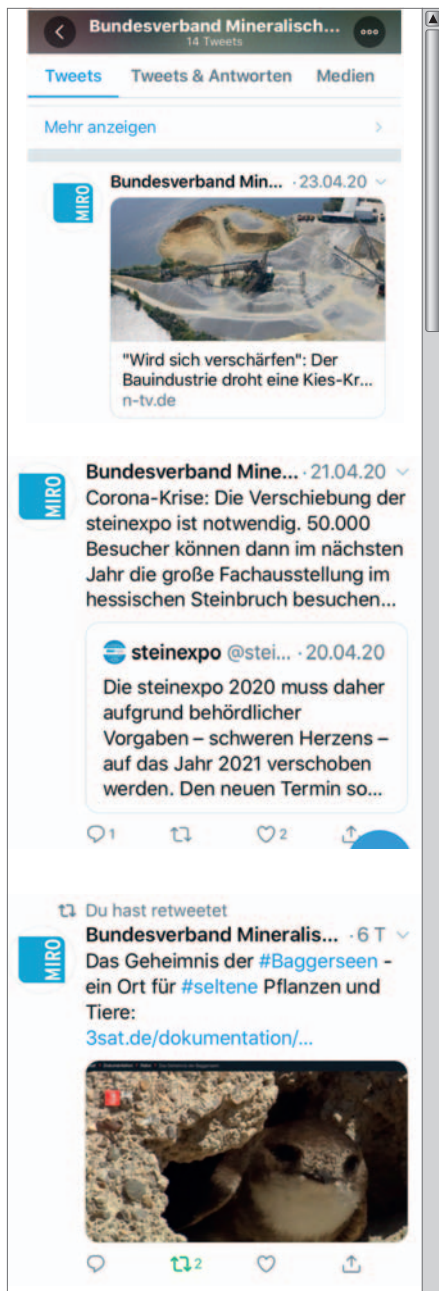 Bundesverband Mineralisch...
14 Tweets
Tweets Tweets & Antworten Medien
Mehr anzeigen
MIRO
Bundesverband Min... · 23.04.20
"Wird sich verschärfen": Der
Bauindustrie droht eine Kies-Kr...
n-tv.de
MIRO
Bundesverband Mine... · 21.04.20
Corona-Krise: Die Verschiebung der
steinexpo ist notwendig. 50.000
Besucher können dann im nächsten
Jahr die große Fachausstellung im
hessischen Steinbruch besuchen...
steinexpo @stei... · 20.04.20
Die steinexpo 2020 muss daher
aufgrund behördlicher
Vorgaben – schweren Herzens –
auf das Jahr 2021 verschoben
werden. Den neuen Termin so...
1 2
Du hast retweetet
MIRO
Bundesverband Mineralis... · 6 T
Das Geheimnis der #Baggerseen -
ein Ort für #seltene Pflanzen und
Tiere:
3sat.de/dokumentation/...
2